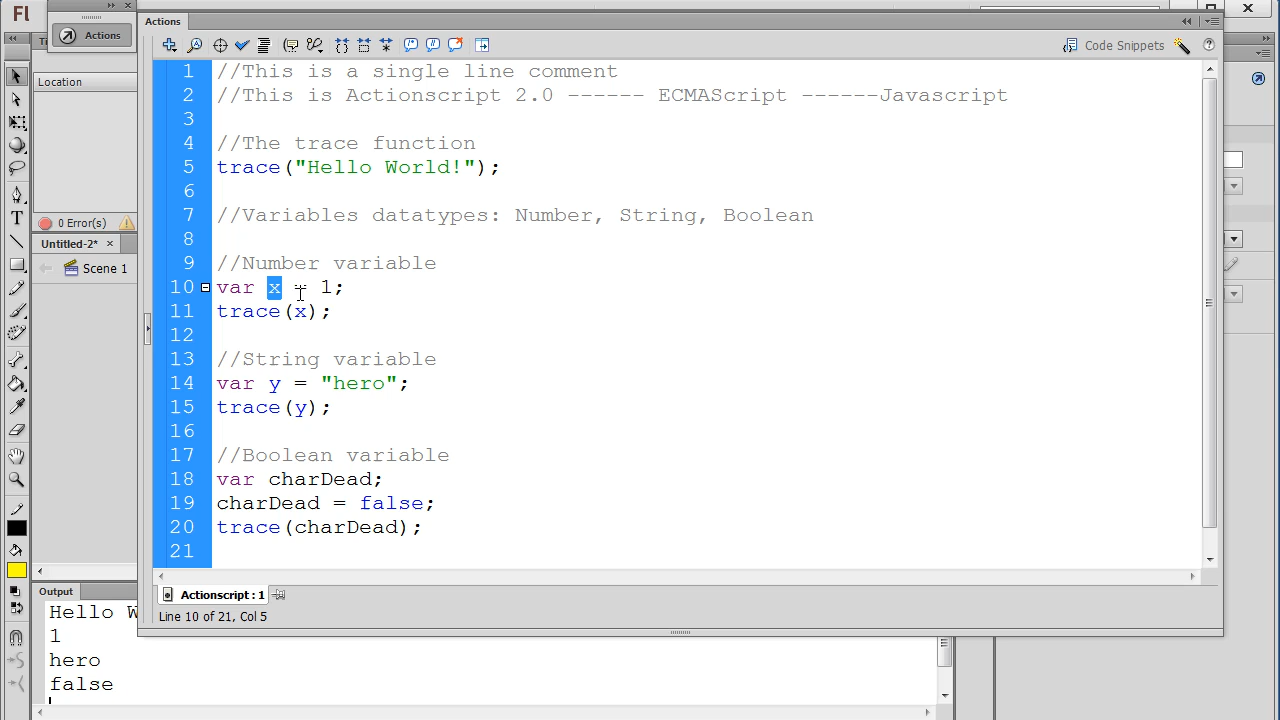 Fl
Actions
Actions
Code Snippets
Location
1 //This is a single line comment
2 //This is Actionscript 2.0 ------ ECMAScript ------Javascript
3
4 //The trace function
5 trace("Hello World!");
6
7 //Variables datatypes: Number, String, Boolean
8
9 //Number variable
10 var x = 1;
11 trace(x);
12
13 //String variable
14 var y = "hero";
15 trace(y);
16
17 //Boolean variable
18 var charDead;
19 charDead = false;
20 trace(charDead);
21
0 Error(s)
Untitled-2*
Scene 1
Actionscript : 1
Line 10 of 21, Col 5
Output
Hello W
1
hero
false